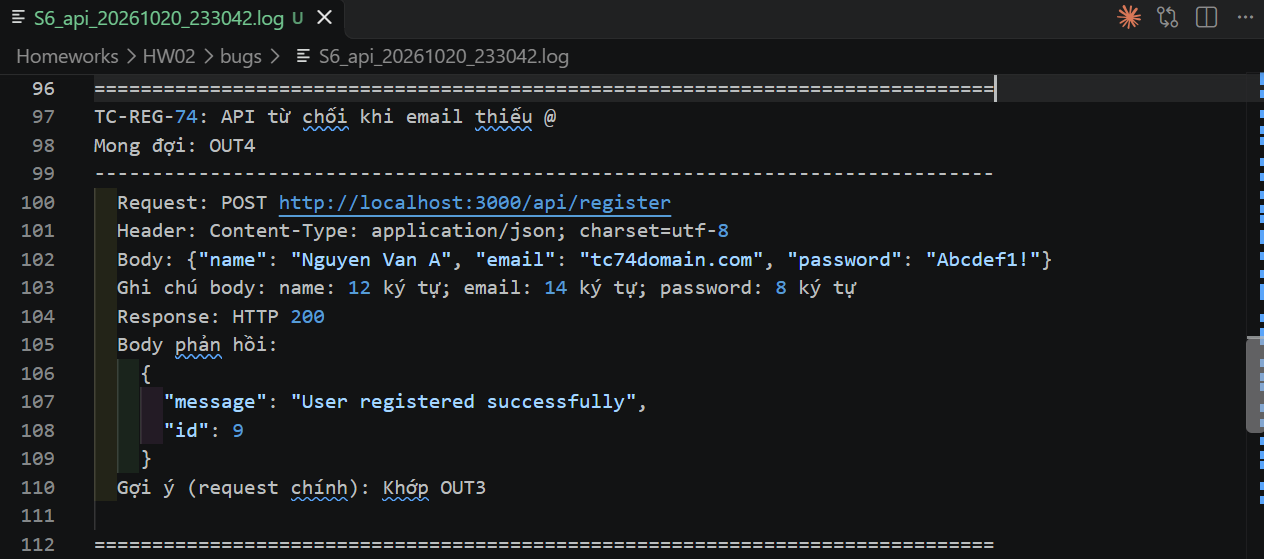 S6_api_20261020_233042.log U
Homeworks > HW02 > bugs > S6_api_20261020_233042.log
96 =============================================================================
97 TC-REG-74: API từ chối khi email thiếu @
98 Mong đợi: OUT4
99 -----------------------------------------------------------------------------
100 Request: POST http://localhost:3000/api/register
101 Header: Content-Type: application/json; charset=utf-8
102 Body: {"name": "Nguyen Van A", "email": "tc74domain.com", "password": "Abcdef1!"}
103 Ghi chú body: name: 12 ký tự; email: 14 ký tự; password: 8 ký tự
104 Response: HTTP 200
105 Body phản hồi:
106 {
107 "message": "User registered successfully",
108 "id": 9
109 }
110 Gợi ý (request chính): Khớp OUT3
111
112 =============================================================================